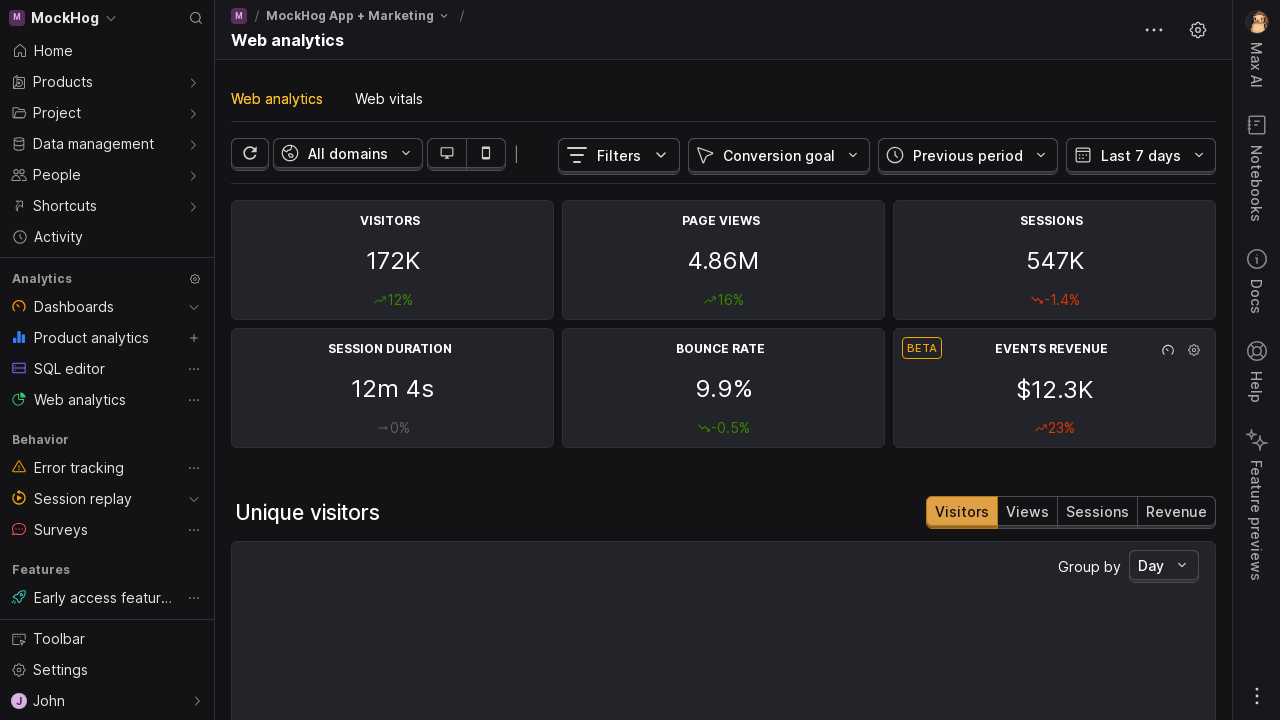 M MockHog
Home
Products
Project
Data management
People
Shortcuts
Activity
Analytics
Dashboards
Product analytics
SQL editor
Web analytics
Behavior
Error tracking
Session replay
Surveys
Features
Early access featur...
Toolbar
Settings
J John
M / MockHog App + Marketing /
Web analytics
Web analytics Web vitals
All domains Filters Conversion goal Previous period Last 7 days
VISITORS
172K
12%
PAGE VIEWS
4.86M
16%
SESSIONS
547K
-1.4%
SESSION DURATION
12m 4s
0%
BOUNCE RATE
9.9%
-0.5%
BETA EVENTS REVENUE
$12.3K
23%
Unique visitors
Visitors Views Sessions Revenue
Group by Day
Max AI
Notebooks
Docs
Help
Feature previews